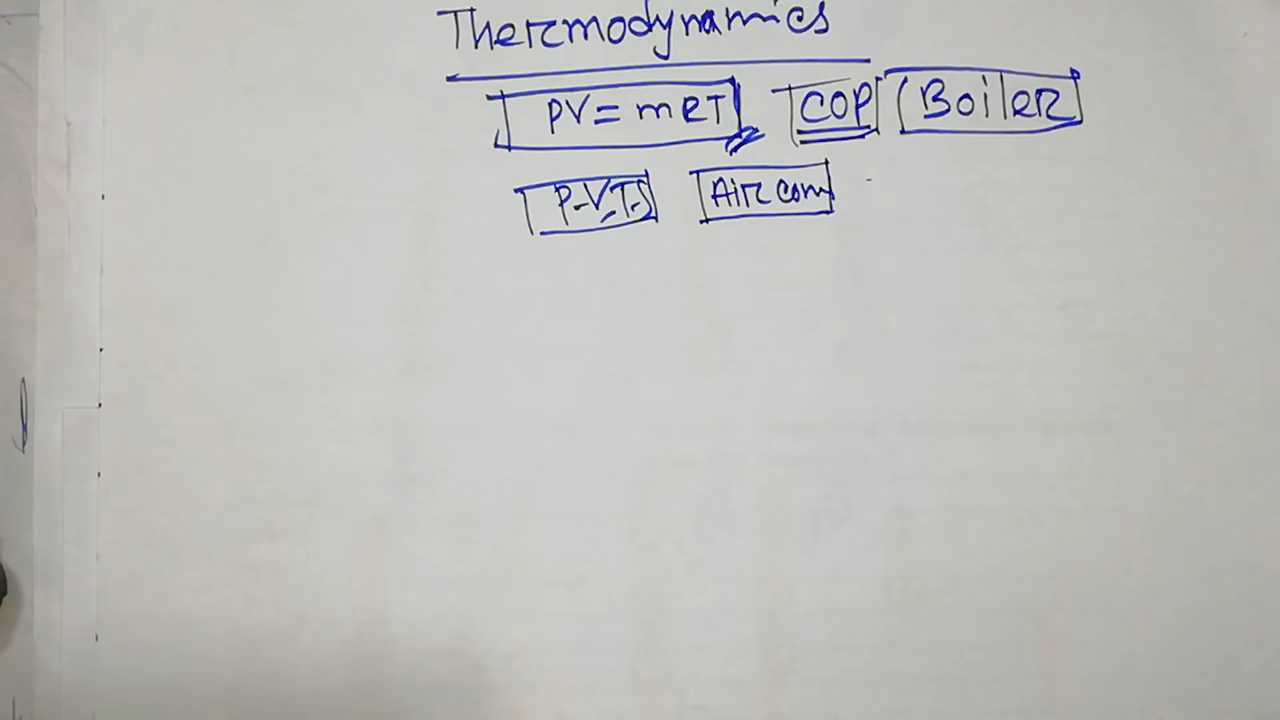 Thermodynamics
PV = mRT COP Boiler
P-V, T-S Air com